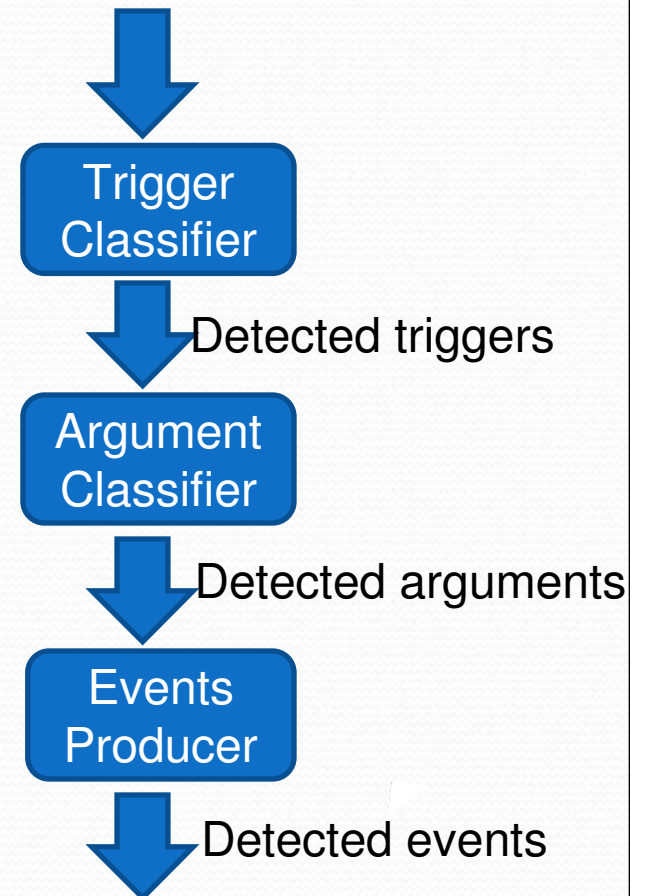 Trigger
Classifier
Detected triggers
Argument
Classifier
Detected arguments
Events
Producer
Detected events